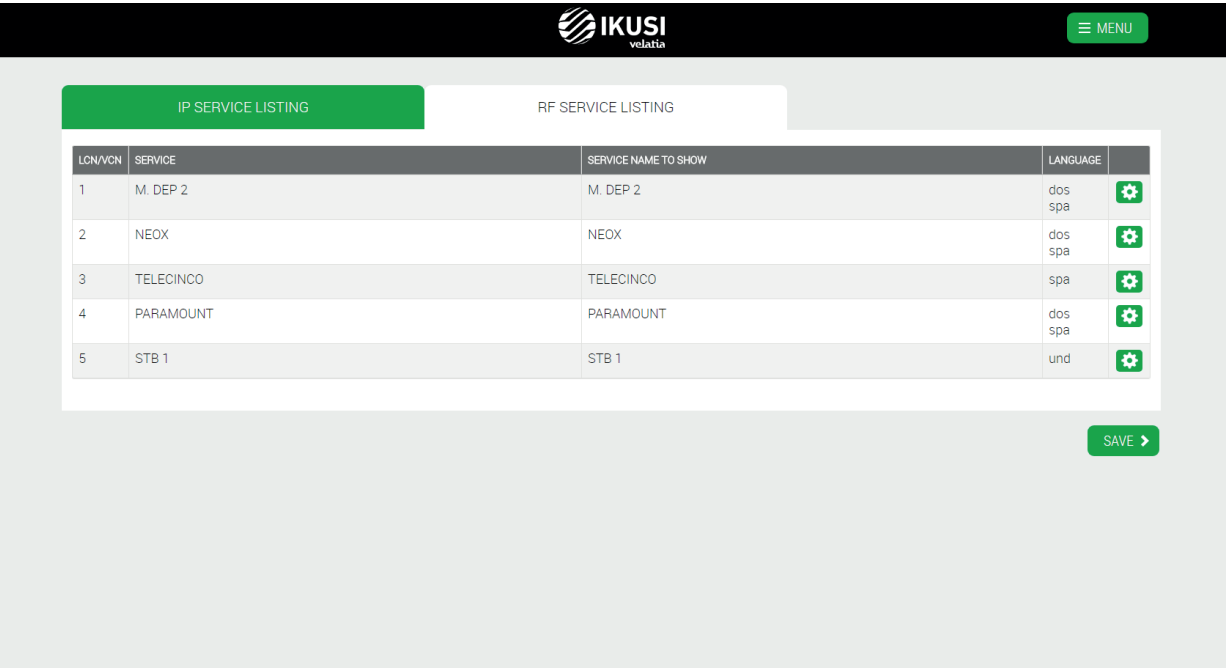 IKUSI
velatia
MENU
IP SERVICE LISTING RF SERVICE LISTING
LCN/VCN SERVICE SERVICE NAME TO SHOW LANGUAGE
1 M. DEP 2 M. DEP 2 dos
spa
2 NEOX NEOX dos
spa
3 TELECINCO TELECINCO spa
4 PARAMOUNT PARAMOUNT dos
spa
5 STB 1 STB 1 und
SAVE